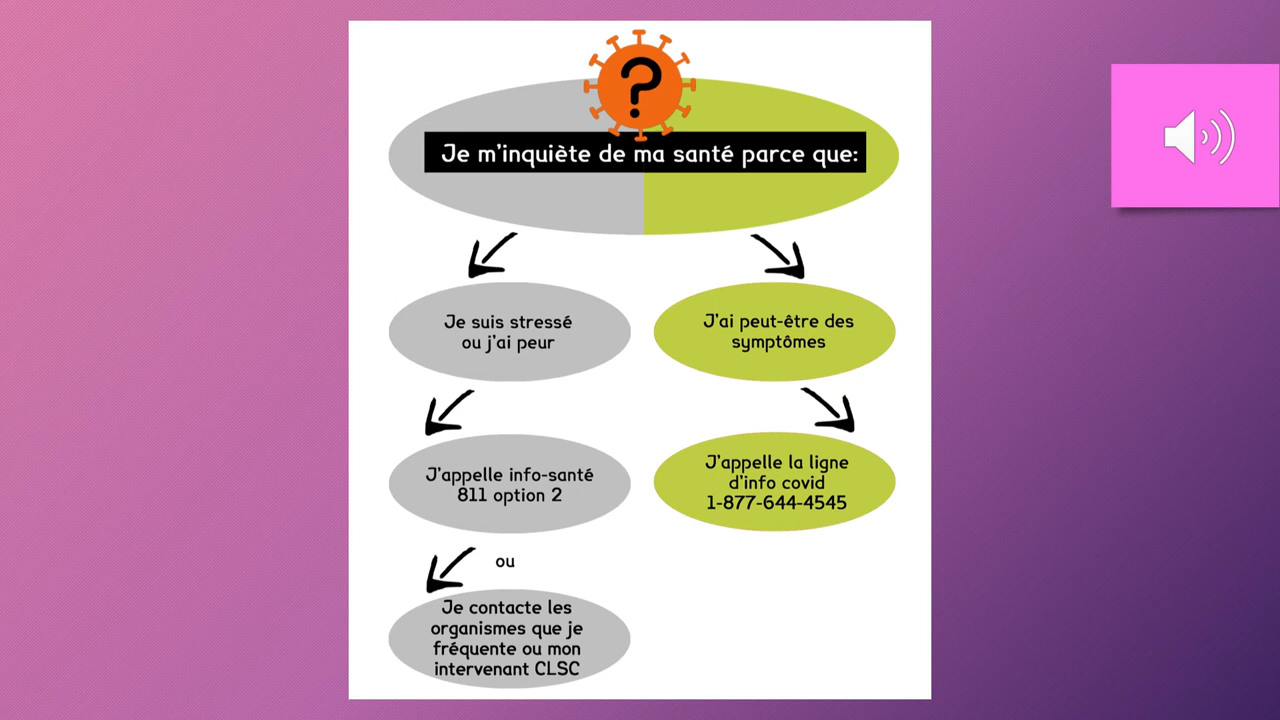 ?
Je m'inquiète de ma santé parce que:
Je suis stressé
ou j'ai peur
J'appelle info-santé
811 option 2
ou
Je contacte les
organismes que je
fréquente ou mon
intervenant CLSC
J'ai peut-être des
symptômes
J'appelle la ligne
d'info covid
1-877-644-4545